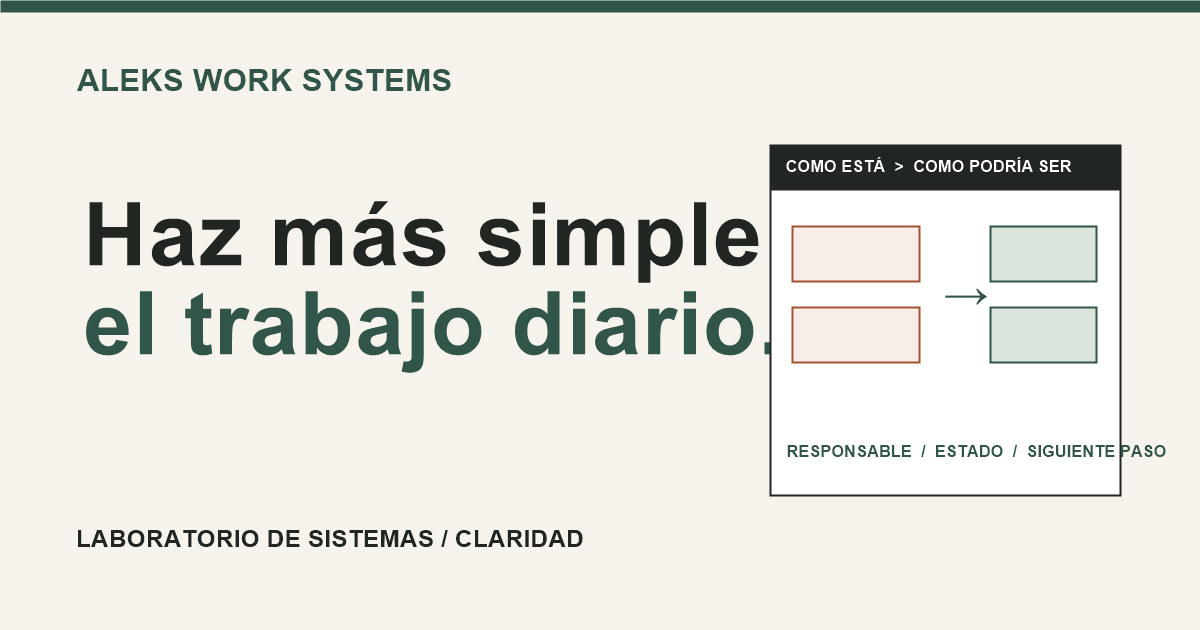 ALEKS WORK SYSTEMS
Haz más simple
el trabajo diario.
COMO ESTÁ > COMO PODRÍA SER
RESPONSABLE / ESTADO / SIGUIENTE PASO
LABORATORIO DE SISTEMAS / CLARIDAD